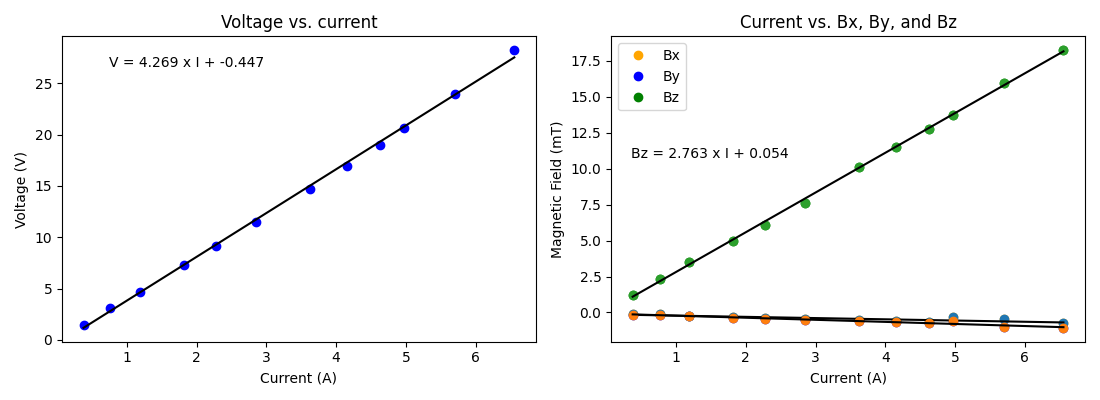 Voltage vs. current
V = 4.269 x I + -0.447
25
20
15
10
5
0
Voltage (V)
1 2 3 4 5 6
Current (A)
Current vs. Bx, By, and Bz
Bx
By
Bz
Bz = 2.763 x I + 0.054
17.5
15.0
12.5
10.0
7.5
5.0
2.5
0.0
Magnetic Field (mT)
1 2 3 4 5 6
Current (A)